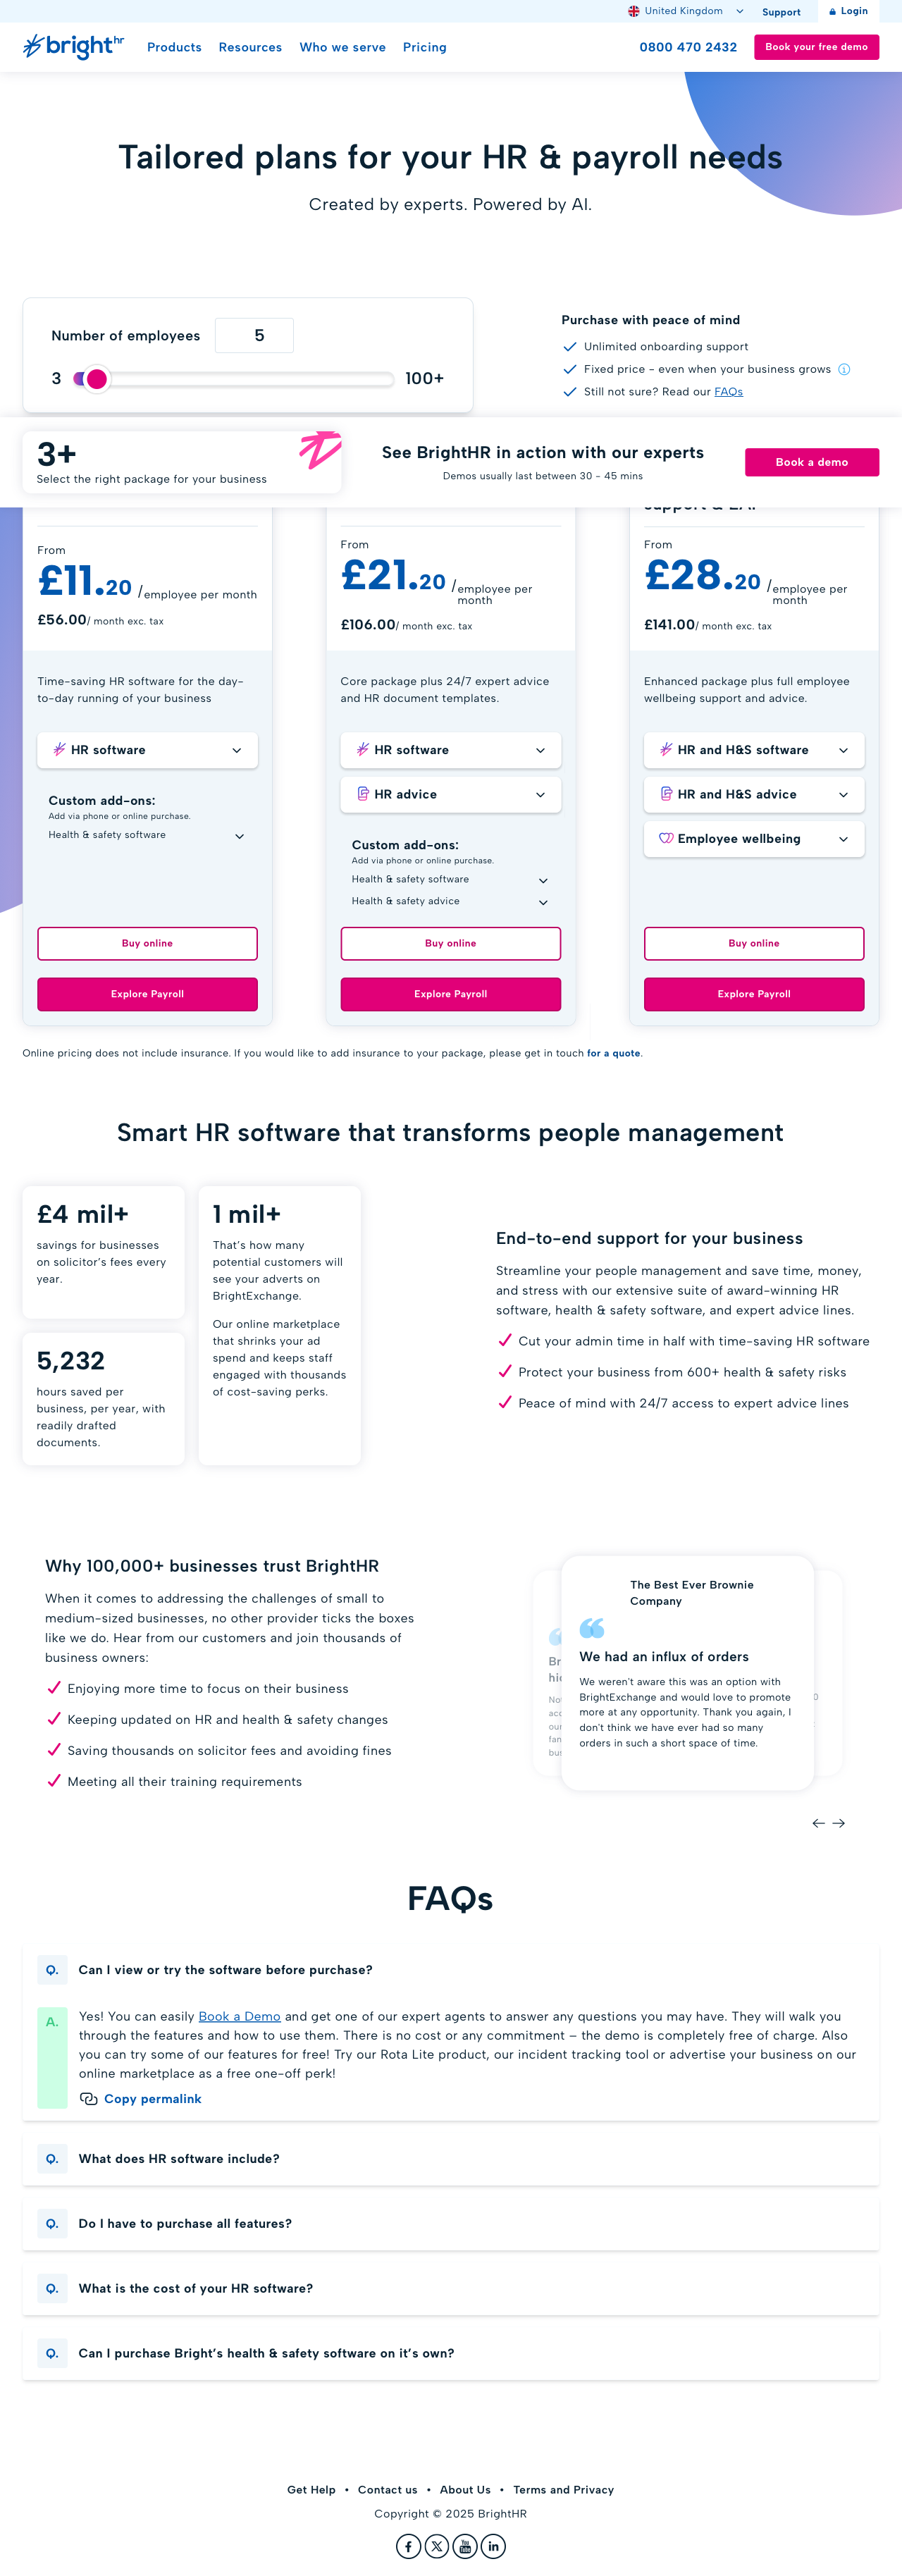 United Kingdom
Support
Login
brighthr
Products
Resources
Who we serve
Pricing
0800 470 2432
Book your free demo
Tailored plans for your HR & payroll needs
Created by experts. Powered by AI.
Number of employees
5
3
100+
Purchase with peace of mind
Unlimited onboarding support
Fixed price - even when your business grows
Still not sure? Read our FAQs
3+
Select the right package for your business
See BrightHR in action with our experts
Demos usually last between 30 - 45 mins
Book a demo
From
£11.20 /employee per month
£56.00/ month exc. tax
Time-saving HR software for the day-
to-day running of your business
HR software
Custom add-ons:
Add via phone or online purchase.
Health & safety software
Buy online
Explore Payroll
From
£21.20 /employee per
month
£106.00/ month exc. tax
Core package plus 24/7 expert advice
and HR document templates.
HR software
HR advice
Custom add-ons:
Add via phone or online purchase.
Health & safety software
Health & safety advice
Buy online
Explore Payroll
From
£28.20 /employee per
month
£141.00/ month exc. tax
Enhanced package plus full employee
wellbeing support and advice.
HR and H&S software
HR and H&S advice
Employee wellbeing
Buy online
Explore Payroll
Online pricing does not include insurance. If you would like to add insurance to your package, please get in touch for a quote.
Smart HR software that transforms people management
£4 mil+
savings for businesses
on solicitor's fees every
year.
5,232
hours saved per
business, per year, with
readily drafted
documents.
1 mil+
That's how many
potential customers will
see your adverts on
BrightExchange.
Our online marketplace
that shrinks your ad
spend and keeps staff
engaged with thousands
of cost-saving perks.
End-to-end support for your business
Streamline your people management and save time, money,
and stress with our extensive suite of award-winning HR
software, health & safety software, and expert advice lines.
Cut your admin time in half with time-saving HR software
Protect your business from 600+ health & safety risks
Peace of mind with 24/7 access to expert advice lines
Why 100,000+ businesses trust BrightHR
When it comes to addressing the challenges of small to
medium-sized businesses, no other provider ticks the boxes
like we do. Hear from our customers and join thousands of
business owners:
Enjoying more time to focus on their business
Keeping updated on HR and health & safety changes
Saving thousands on solicitor fees and avoiding fines
Meeting all their training requirements
The Best Ever Brownie
Company
We had an influx of orders
We weren't aware this was an option with
BrightExchange and would love to promote
more at any opportunity. Thank you again, I
don't think we have ever had so many
orders in such a short space of time.
FAQs
Q. Can I view or try the software before purchase?
A. Yes! You can easily Book a Demo and get one of our expert agents to answer any questions you may have. They will walk you
through the features and how to use them. There is no cost or any commitment – the demo is completely free of charge. Also
you can try some of our features for free! Try our Rota Lite product, our incident tracking tool or advertise your business on our
online marketplace as a free one-off perk!
Copy permalink
Q. What does HR software include?
Q. Do I have to purchase all features?
Q. What is the cost of your HR software?
Q. Can I purchase Bright's health & safety software on it's own?
Get Help • Contact us • About Us • Terms and Privacy
Copyright © 2025 BrightHR